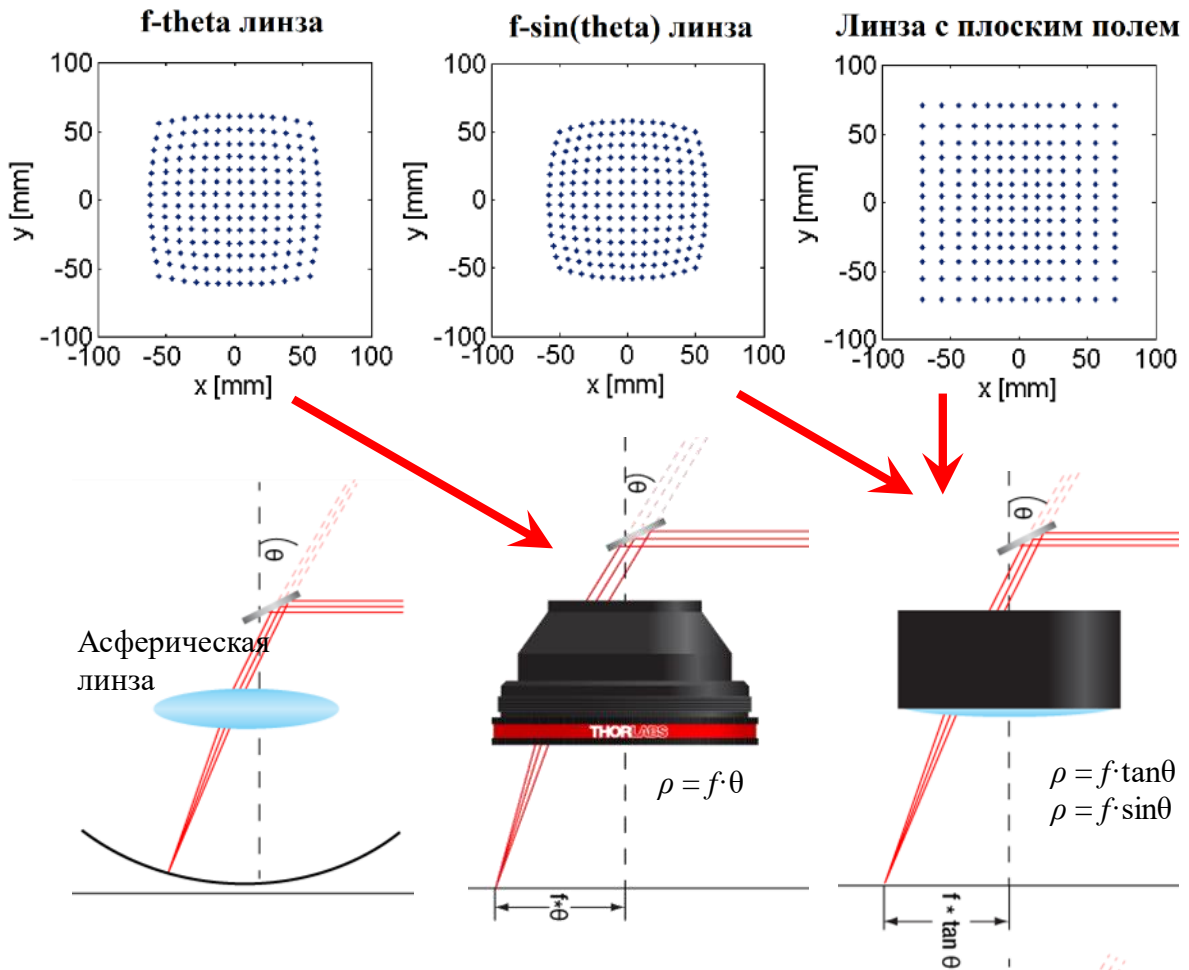 f-theta линза
f-sin(theta) линза
Линза с плоским полем
100
50
0
-50
-100
y [mm]
-100 -50 0 50 100
x [mm]
100
50
0
-50
-100
y [mm]
-100 -50 0 50 100
x [mm]
100
50
0
-50
-100
y [mm]
-100 -50 0 50 100
x [mm]
θ
Асферическая
линза
θ
THORLABS
ρ = f·θ
f*θ
θ
ρ = f·tanθ
ρ = f·sinθ
f * tan θ